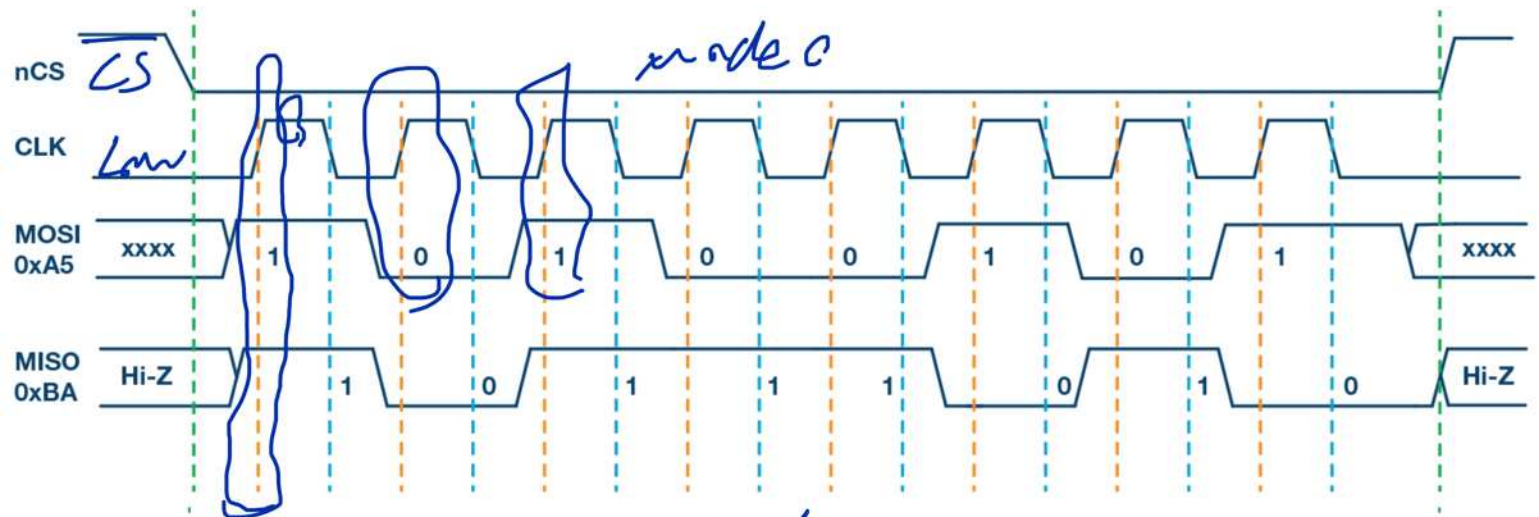 nCS CS mode 0
CLK Low
MOSI xxxx 1 0 1 0 0 1 0 1 xxxx
0xA5
MISO Hi-Z 1 0 1 1 1 0 1 0 Hi-Z
0xBA